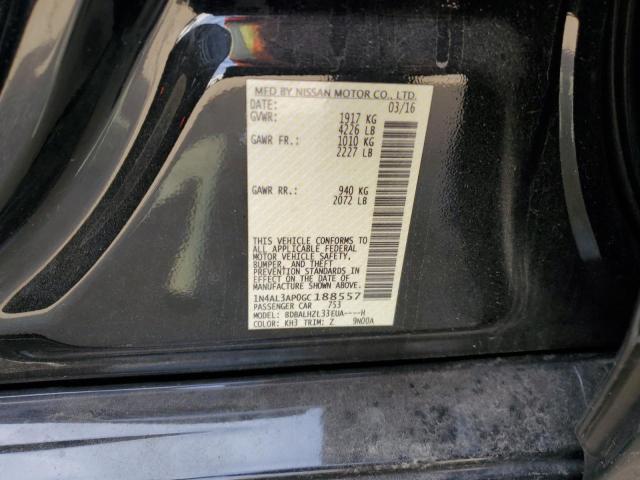 MFD BY NISSAN MOTOR CO., LTD.
DATE: 03/16
GVWR: 1917 KG
4226 LB
GAWR FR.: 1010 KG
2227 LB
GAWR RR.: 940 KG
2072 LB
THIS VEHICLE CONFORMS TO
ALL APPLICABLE FEDERAL
MOTOR VEHICLE SAFETY,
BUMPER, AND THEFT
PREVENTION STANDARDS IN
EFFECT ON THE DATE OF
MANUFACTURE SHOWN ABOVE.
1N4AL3AP0GC188557
PASSENGER CAR 753
MODEL: BDBALHZL33EUA----H
COLOR: KH3 TRIM: Z 9N00A